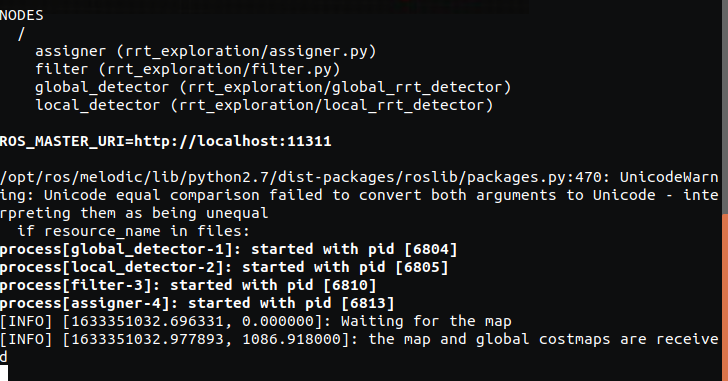 NODES
  /
    assigner (rrt_exploration/assigner.py)
    filter (rrt_exploration/filter.py)
    global_detector (rrt_exploration/global_rrt_detector)
    local_detector (rrt_exploration/local_rrt_detector)

ROS_MASTER_URI=http://localhost:11311

/opt/ros/melodic/lib/python2.7/dist-packages/roslib/packages.py:470: UnicodeWarn
ing: Unicode equal comparison failed to convert both arguments to Unicode - inte
rpreting them as being unequal
  if resource_name in files:
process[global_detector-1]: started with pid [6804]
process[local_detector-2]: started with pid [6805]
process[filter-3]: started with pid [6810]
process[assigner-4]: started with pid [6813]
[INFO] [1633351032.696331, 0.000000]: Waiting for the map
[INFO] [1633351032.977893, 1086.918000]: the map and global costmaps are receive
d